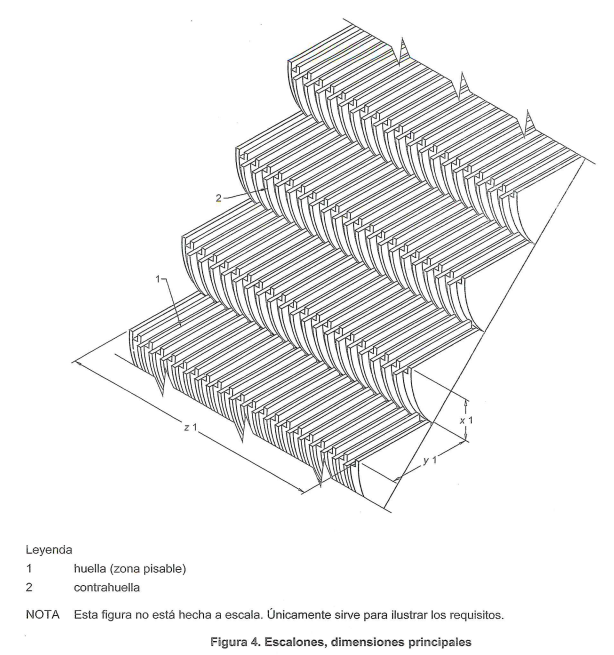 2
1
x 1
y 1
z 1
Leyenda
1 huella (zona pisable)
2 contrahuella
NOTA Esta figura no está hecha a escala. Únicamente sirve para ilustrar los requisitos.
Figura 4. Escalones, dimensiones principales